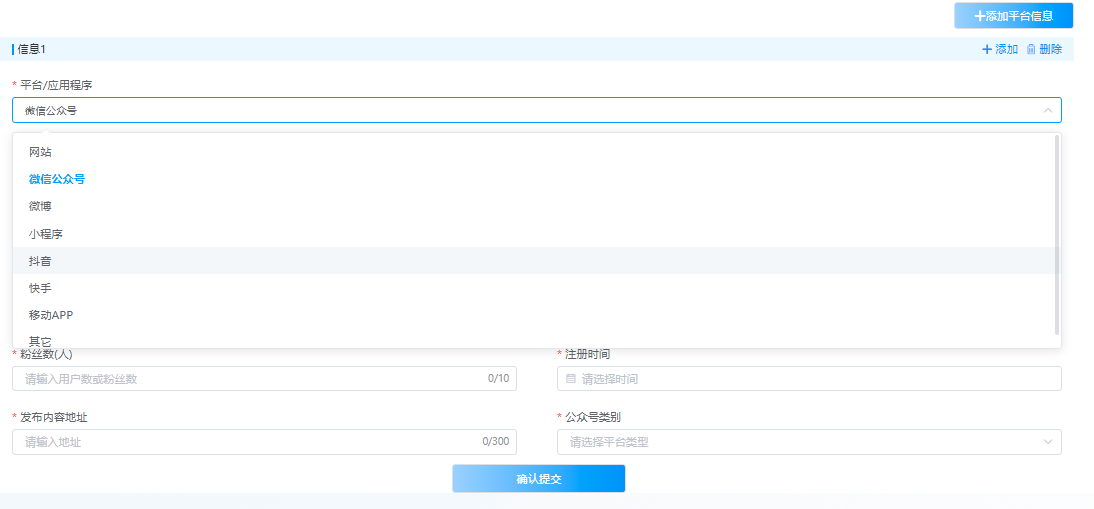 +添加平台信息
信息1
+ 添加 删除
* 平台/应用程序
微信公众号
网站
微信公众号
微博
小程序
抖音
快手
移动APP
其它
* 粉丝数(人) * 注册时间
请输入用户数或粉丝数 0/10 请选择时间
* 发布内容地址 * 公众号类别
请输入地址 0/300 请选择平台类型
确认提交